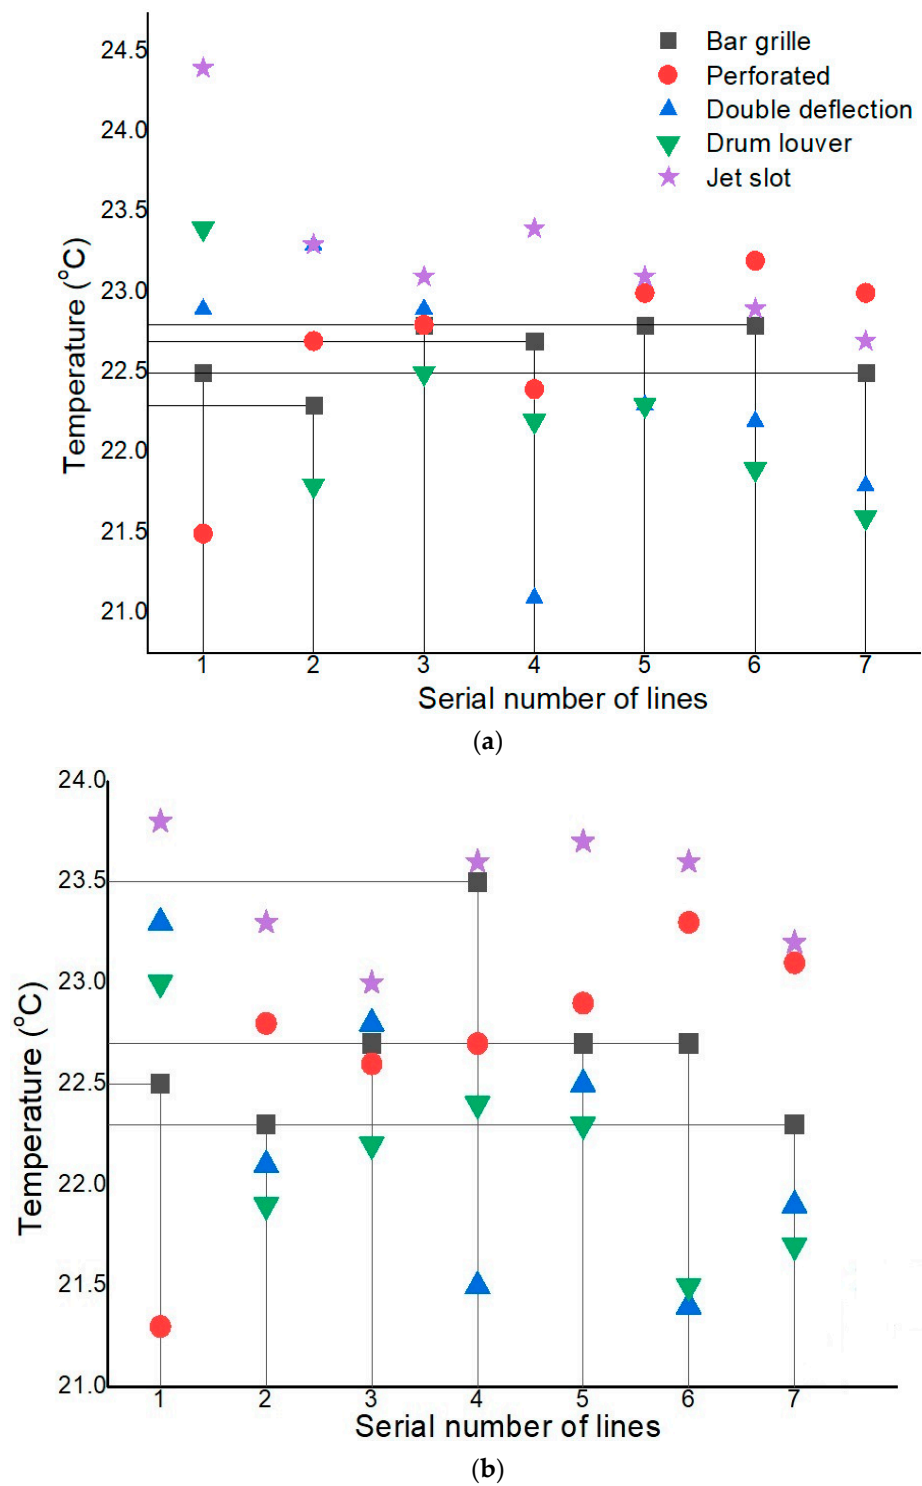 24.5
24.0
23.5
23.0
22.5
22.0
21.5
21.0
Temperature (°C)
Bar grille
Perforated
Double deflection
Drum louver
Jet slot
1 2 3 4 5 6 7
Serial number of lines
(a)
24.0
23.5
23.0
22.5
22.0
21.5
21.0
Temperature (°C)
1 2 3 4 5 6 7
Serial number of lines
(b)